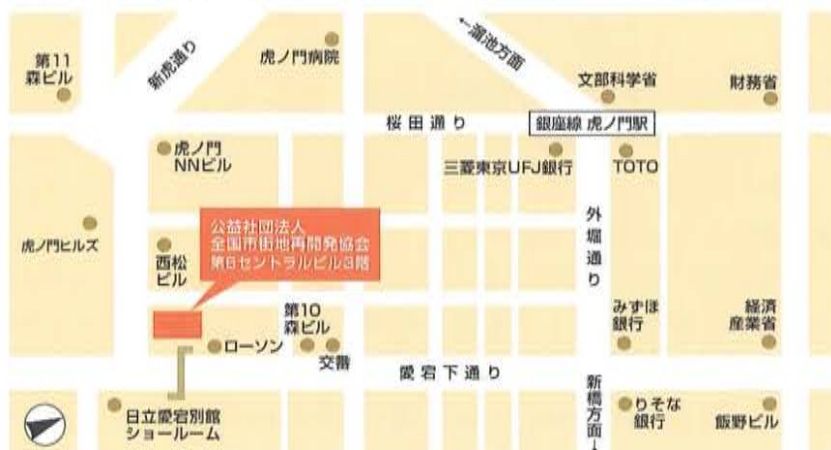 第11
森ビル
新虎通り
虎ノ門病院
←溜池方面
文部科学省
財務省
桜田通り
銀座線 虎ノ門駅
虎ノ門
NNビル
三菱東京UFJ銀行
TOTO
虎ノ門ヒルズ
西松
ビル
公益社団法人
全国市街地再開発協会
第6セントラルビル3階
外堀通り
第10
森ビル
ローソン
交番
みずほ
銀行
経済
産業省
愛宕下通り
日立愛宕別館
ショールーム
新橋方面→
りそな
銀行
飯野ビル